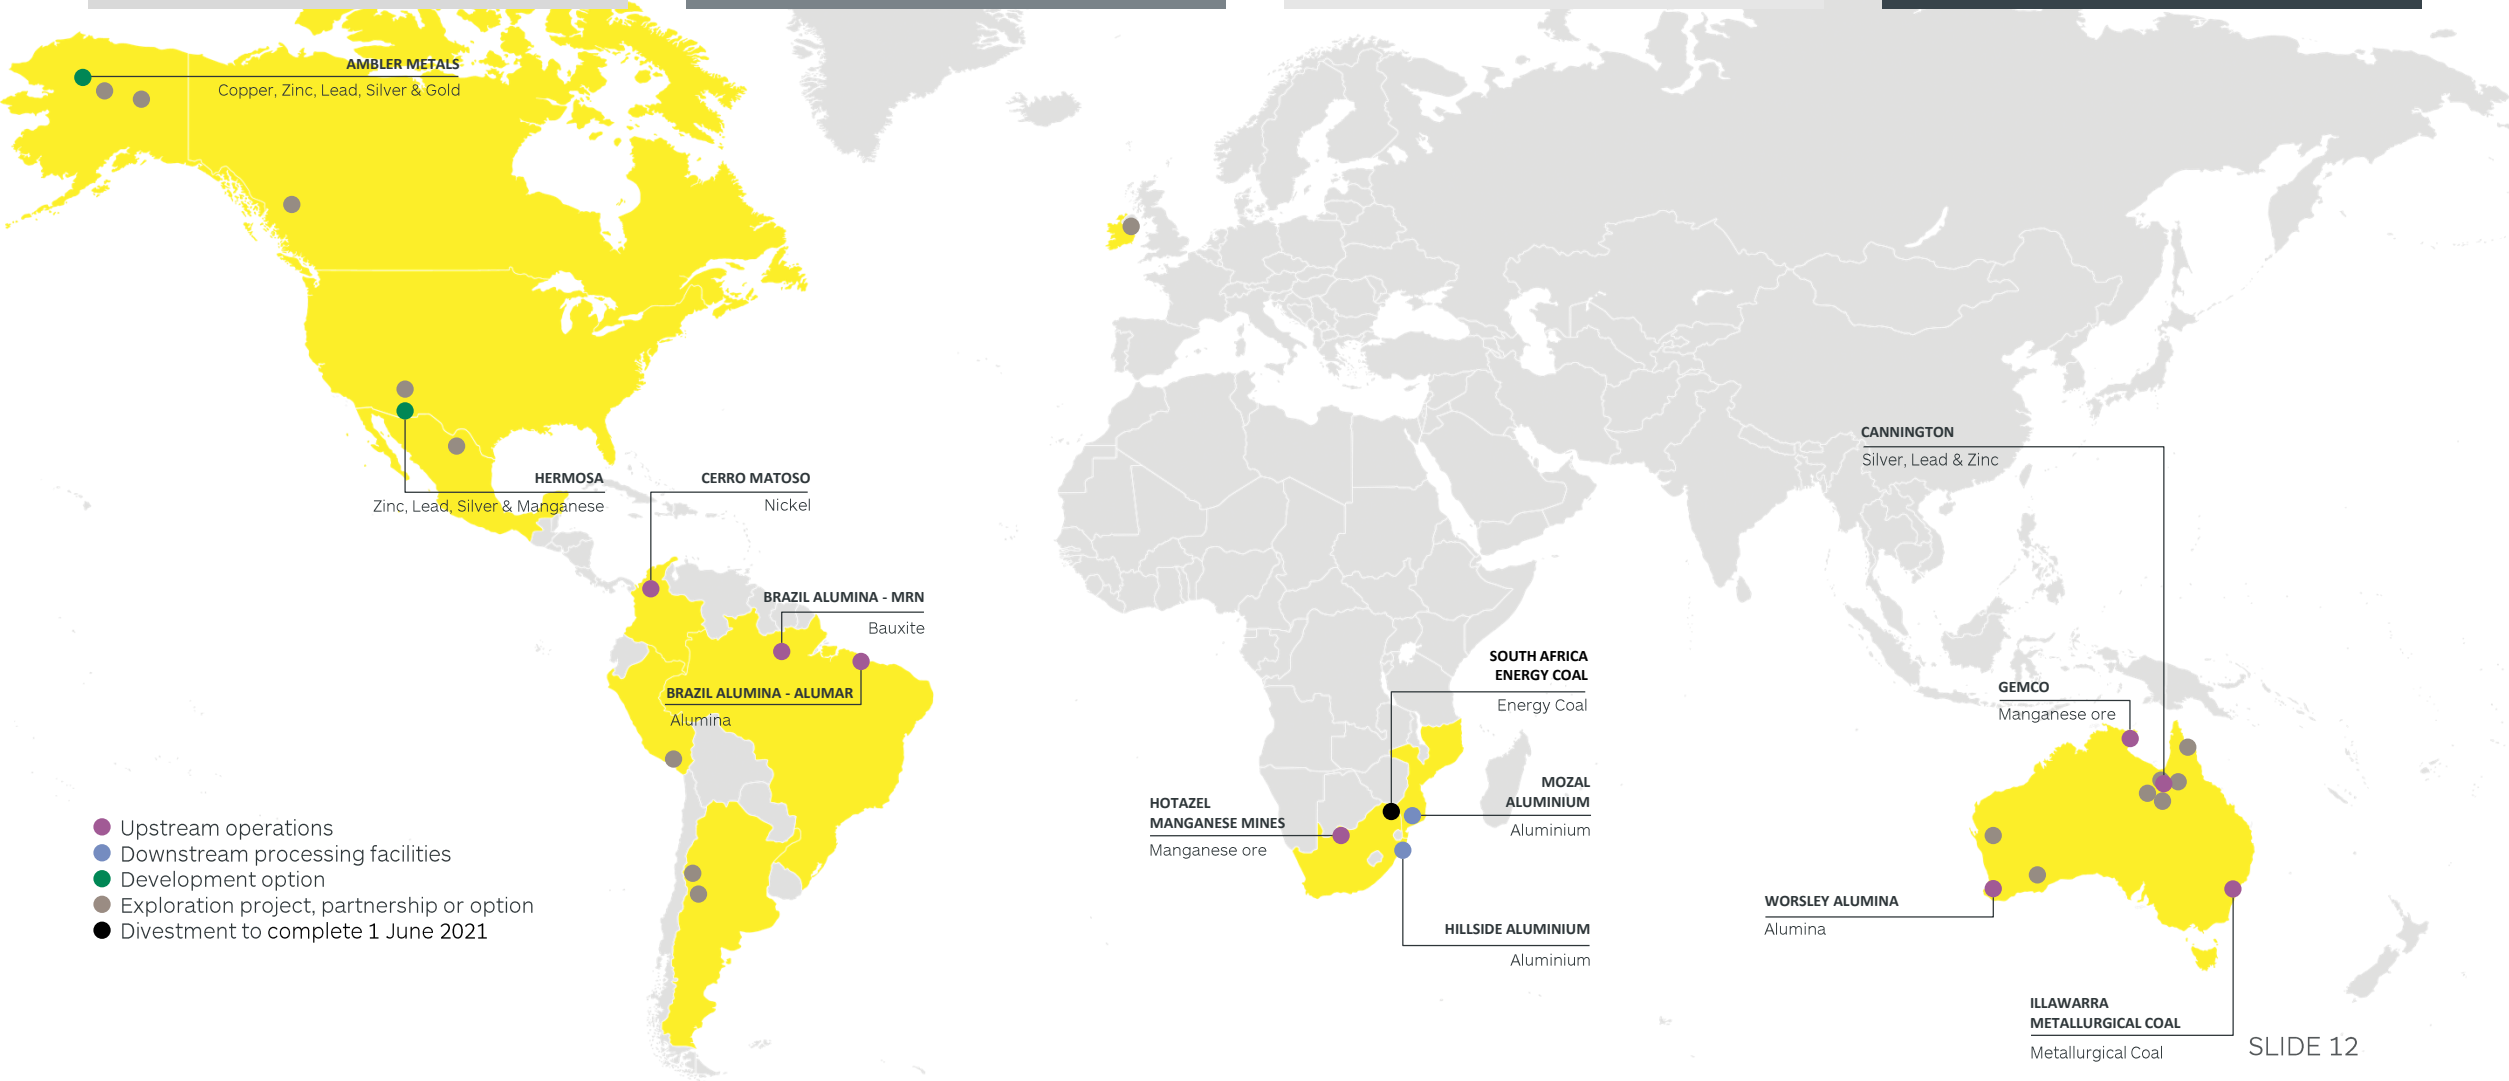 AMBLER METALS
Copper, Zinc, Lead, Silver & Gold
HERMOSA
Zinc, Lead, Silver & Manganese
CERRO MATOSO
Nickel
BRAZIL ALUMINA - MRN
Bauxite
BRAZIL ALUMINA - ALUMAR
Alumina
SOUTH AFRICA
ENERGY COAL
Energy Coal
MOZAL
ALUMINIUM
Aluminium
HOTAZEL
MANGANESE MINES
Manganese ore
HILLSIDE ALUMINIUM
Aluminium
CANNINGTON
Silver, Lead & Zinc
GEMCO
Manganese ore
WORSLEY ALUMINA
Alumina
ILLAWARRA
METALLURGICAL COAL
Metallurgical Coal
Upstream operations
Downstream processing facilities
Development option
Exploration project, partnership or option
Divestment to complete 1 June 2021
SLIDE 12